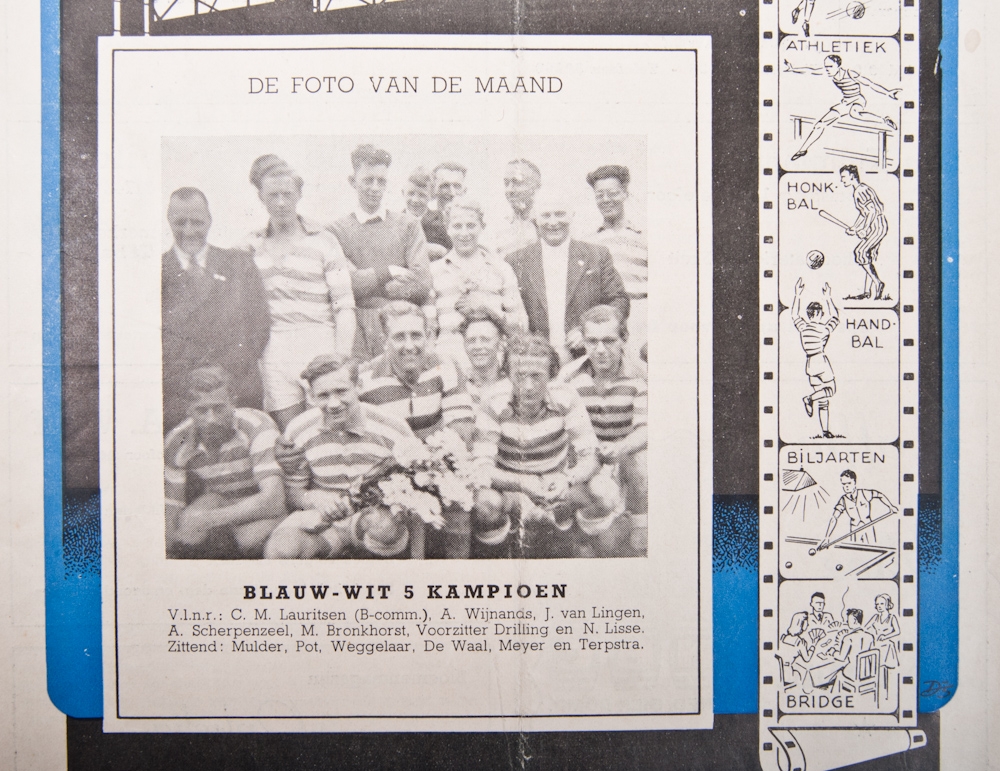 DE FOTO VAN DE MAAND
BLAUW-WIT 5 KAMPIOEN
V.l.n.r.: C. M. Lauritsen (B-comm.), A. Wijnands, J. van Lingen,
A. Scherpenzeel, M. Bronkhorst, Voorzitter Drilling en N. Lisse.
Zittend: Mulder, Pot, Weggelaar, De Waal, Meyer en Terpstra.
ATHLETIEK
HONK-
BAL
HAND-
BAL
BILJARTEN
BRIDGE